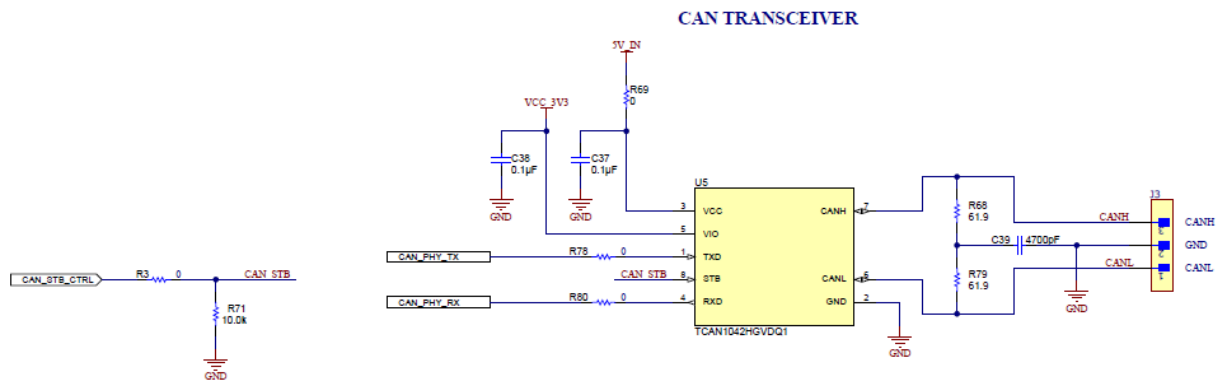 CAN TRANSCEIVER
5V_IN
R69
0
VCC_3V3
C38
0.1µF
C37
0.1µF
GND
GND
U5
3 VCC CANH 7
5 VIO
CAN_PHY_TX R78 0 1 TXD
CAN_STB 8 STB CANL 6
CAN_PHY_RX R80 0 4 RXD GND 2
TCAN1042HGVDQ1
GND
R68
61.9
C39 4700pF
R79
61.9
GND
J3
CANH 3 CANH
2 GND
CANL 1 CANL
CAN_STB_CTRL R3 0 CAN_STB
R71
10.0k
GND